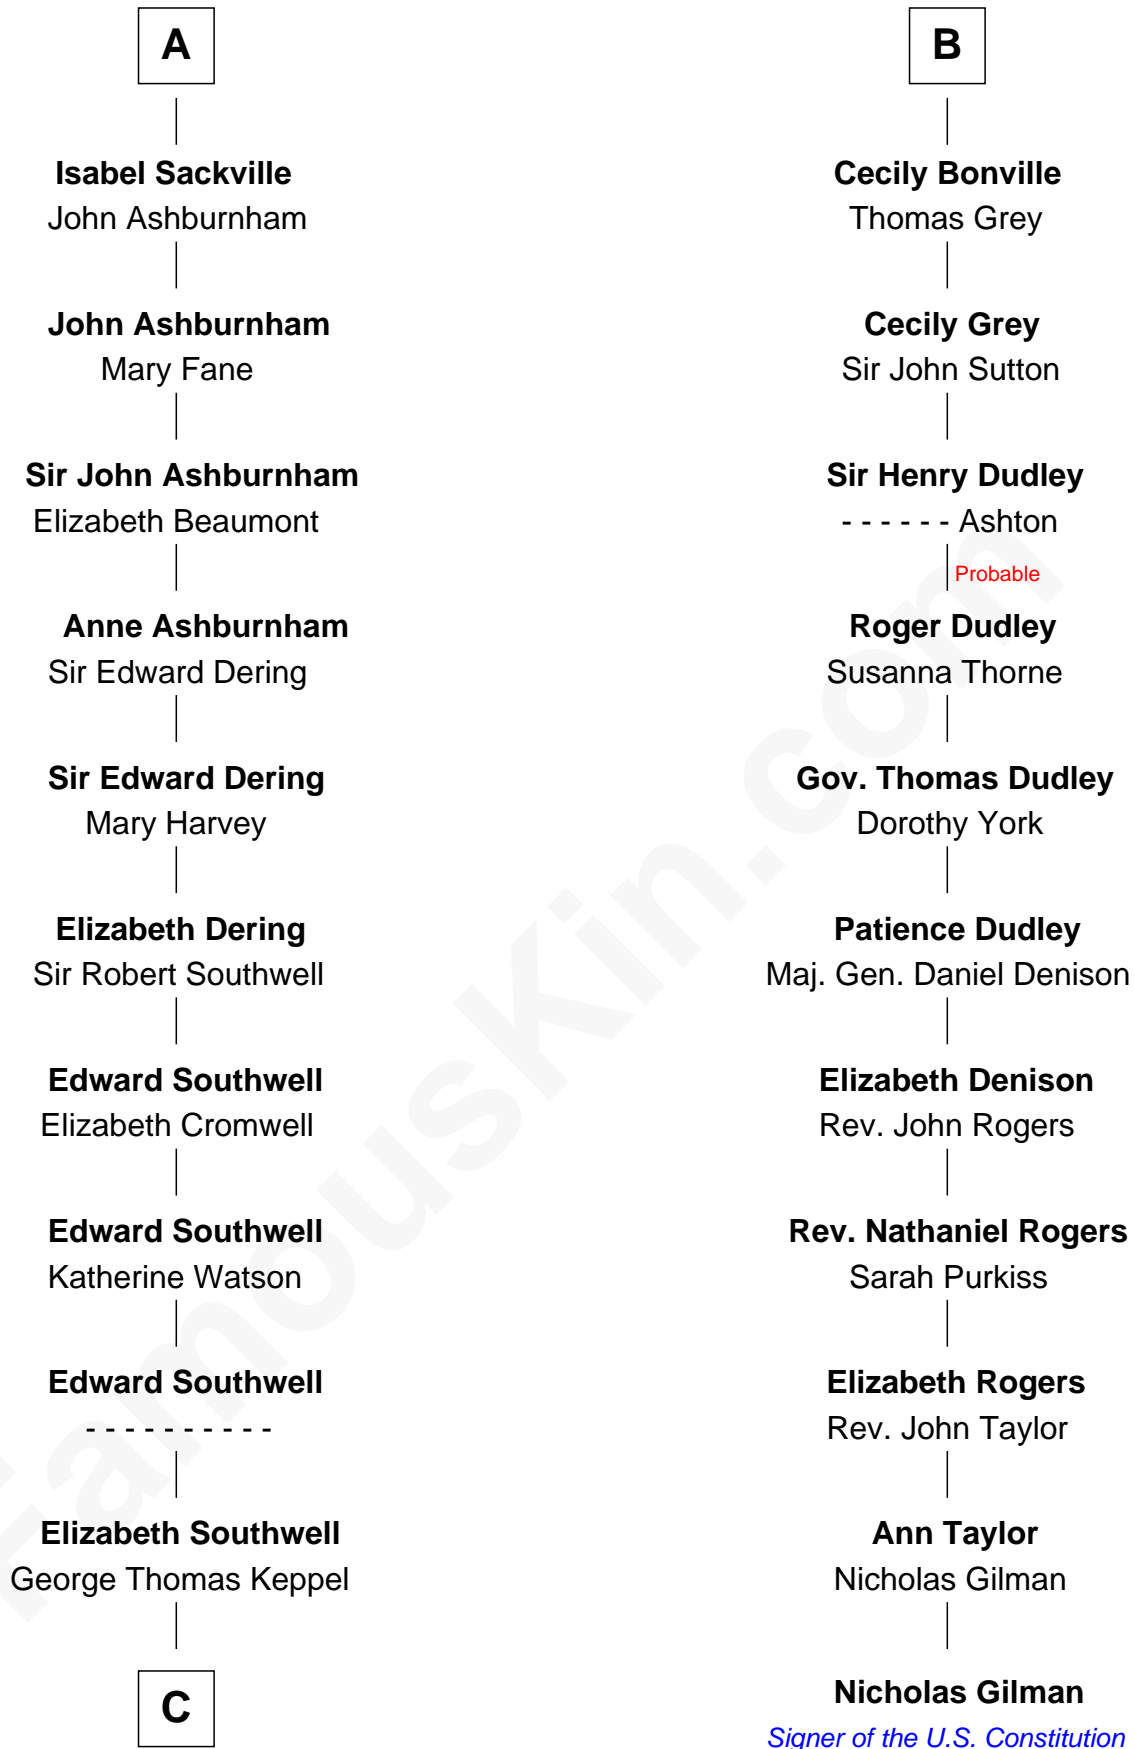 A
Isabel Sackville
John Ashburnham
John Ashburnham
Mary Fane
Sir John Ashburnham
Elizabeth Beaumont
Anne Ashburnham
Sir Edward Dering
Sir Edward Dering
Mary Harvey
Elizabeth Dering
Sir Robert Southwell
Edward Southwell
Elizabeth Cromwell
Edward Southwell
Katherine Watson
Edward Southwell
- - - - - - - - - -
Elizabeth Southwell
George Thomas Keppel
C
B
Cecily Bonville
Thomas Grey
Cecily Grey
Sir John Sutton
Sir Henry Dudley
- - - - - - Ashton
Probable
Roger Dudley
Susanna Thorne
Gov. Thomas Dudley
Dorothy York
Patience Dudley
Maj. Gen. Daniel Denison
Elizabeth Denison
Rev. John Rogers
Rev. Nathaniel Rogers
Sarah Purkiss
Elizabeth Rogers
Rev. John Taylor
Ann Taylor
Nicholas Gilman
Nicholas Gilman
Signer of the U.S. Constitution
FamousKin.com